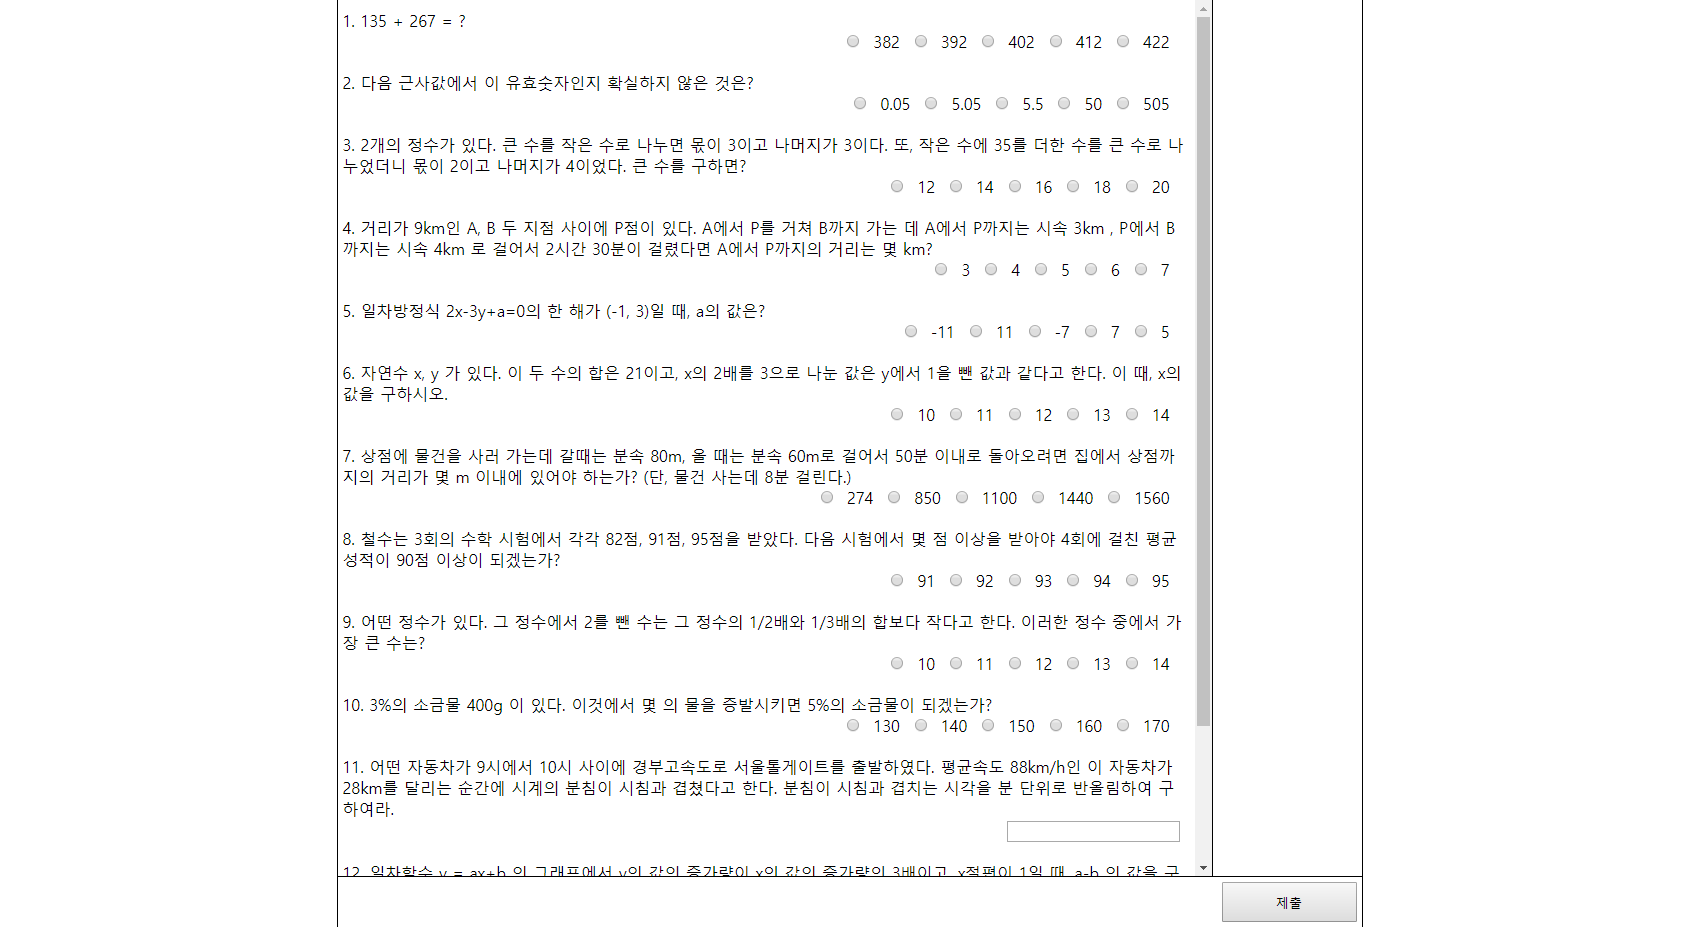 1. 135 + 267 = ?
382 392 402 412 422
2. 다음 근사값에서 이 유효숫자인지 확실하지 않은 것은?
0.05 5.05 5.5 50 505
3. 2개의 정수가 있다. 큰 수를 작은 수로 나누면 몫이 3이고 나머지가 3이다. 또, 작은 수에 35를 더한 수를 큰 수로 나
누었더니 몫이 2이고 나머지가 4이었다. 큰 수를 구하면?
12 14 16 18 20
4. 거리가 9km인 A, B 두 지점 사이에 P점이 있다. A에서 P를 거쳐 B까지 가는 데 A에서 P까지는 시속 3km , P에서 B
까지는 시속 4km 로 걸어서 2시간 30분이 걸렸다면 A에서 P까지의 거리는 몇 km?
3 4 5 6 7
5. 일차방정식 2x-3y+a=0의 한 해가 (-1, 3)일 때, a의 값은?
-11 11 -7 7 5
6. 자연수 x, y 가 있다. 이 두 수의 합은 21이고, x의 2배를 3으로 나눈 값은 y에서 1을 뺀 값과 같다고 한다. 이 때, x의
값을 구하시오.
10 11 12 13 14
7. 상점에 물건을 사러 가는데 갈때는 분속 80m, 올 때는 분속 60m로 걸어서 50분 이내로 돌아오려면 집에서 상점까
지의 거리가 몇 m 이내에 있어야 하는가? (단, 물건 사는데 8분 걸린다.)
274 850 1100 1440 1560
8. 철수는 3회의 수학 시험에서 각각 82점, 91점, 95점을 받았다. 다음 시험에서 몇 점 이상을 받아야 4회에 걸친 평균
성적이 90점 이상이 되겠는가?
91 92 93 94 95
9. 어떤 정수가 있다. 그 정수에서 2를 뺀 수는 그 정수의 1/2배와 1/3배의 합보다 작다고 한다. 이러한 정수 중에서 가
장 큰 수는?
10 11 12 13 14
10. 3%의 소금물 400g 이 있다. 이것에서 몇 의 물을 증발시키면 5%의 소금물이 되겠는가?
130 140 150 160 170
11. 어떤 자동차가 9시에서 10시 사이에 경부고속도로 서울톨게이트를 출발하였다. 평균속도 88km/h인 이 자동차가
28km를 달리는 순간에 시계의 분침이 시침과 겹쳤다고 한다. 분침이 시침과 겹치는 시각을 분 단위로 반올림하여 구
하여라.
12. 일차함수 y = ax+b 의 그래프에서 y의 값의 증가량이 x의 값의 증가량의 3배이고, x절편이 1일 때, a-b 의 값을 구
제출